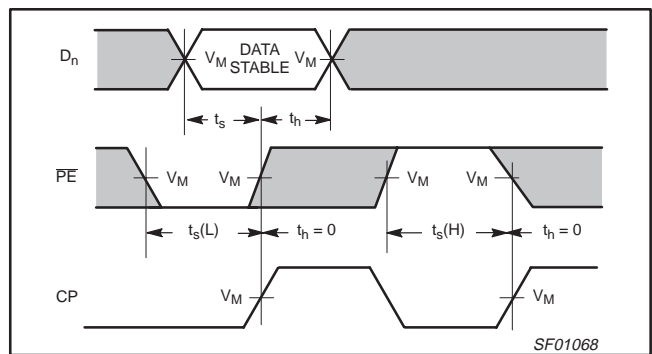 Dn VM DATA STABLE VM
ts th
PE VM VM VM VM
ts(L) th = 0 ts(H) th = 0
CP VM VM
SF01068